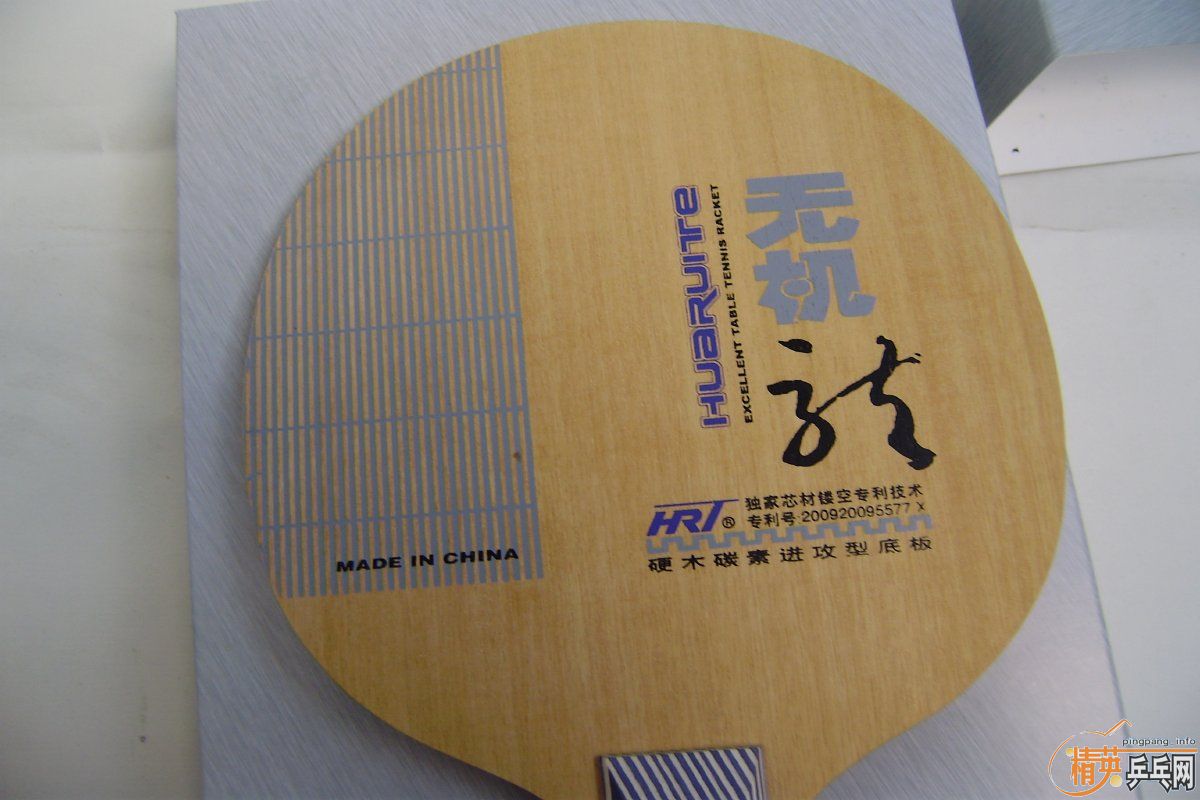 HUARUITE
EXCELLENT TABLE TENNIS RACKET
无机
龙
HRT®
独家芯材镂空专利技术
专利号:200920095577 X
硬木碳素进攻型底板
MADE IN CHINA
pingpang_info
精英乒乓网